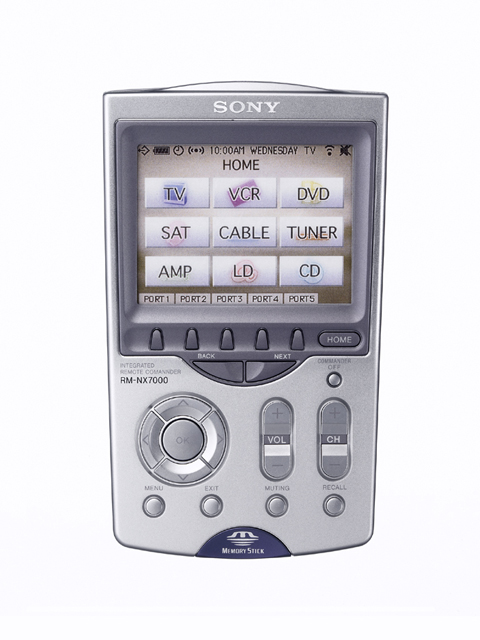 SONY
10:00AM WEDNESDAY TV
HOME
TV VCR DVD
SAT CABLE TUNER
AMP LD CD
PORT1 PORT2 PORT3 PORT4 PORT5
HOME
BACK NEXT
INTEGRATED
REMOTE COMMANDER
RM-NX7000
COMMANDER
OFF
OK
VOL
CH
MENU EXIT MUTING RECALL
MEMORY STICK